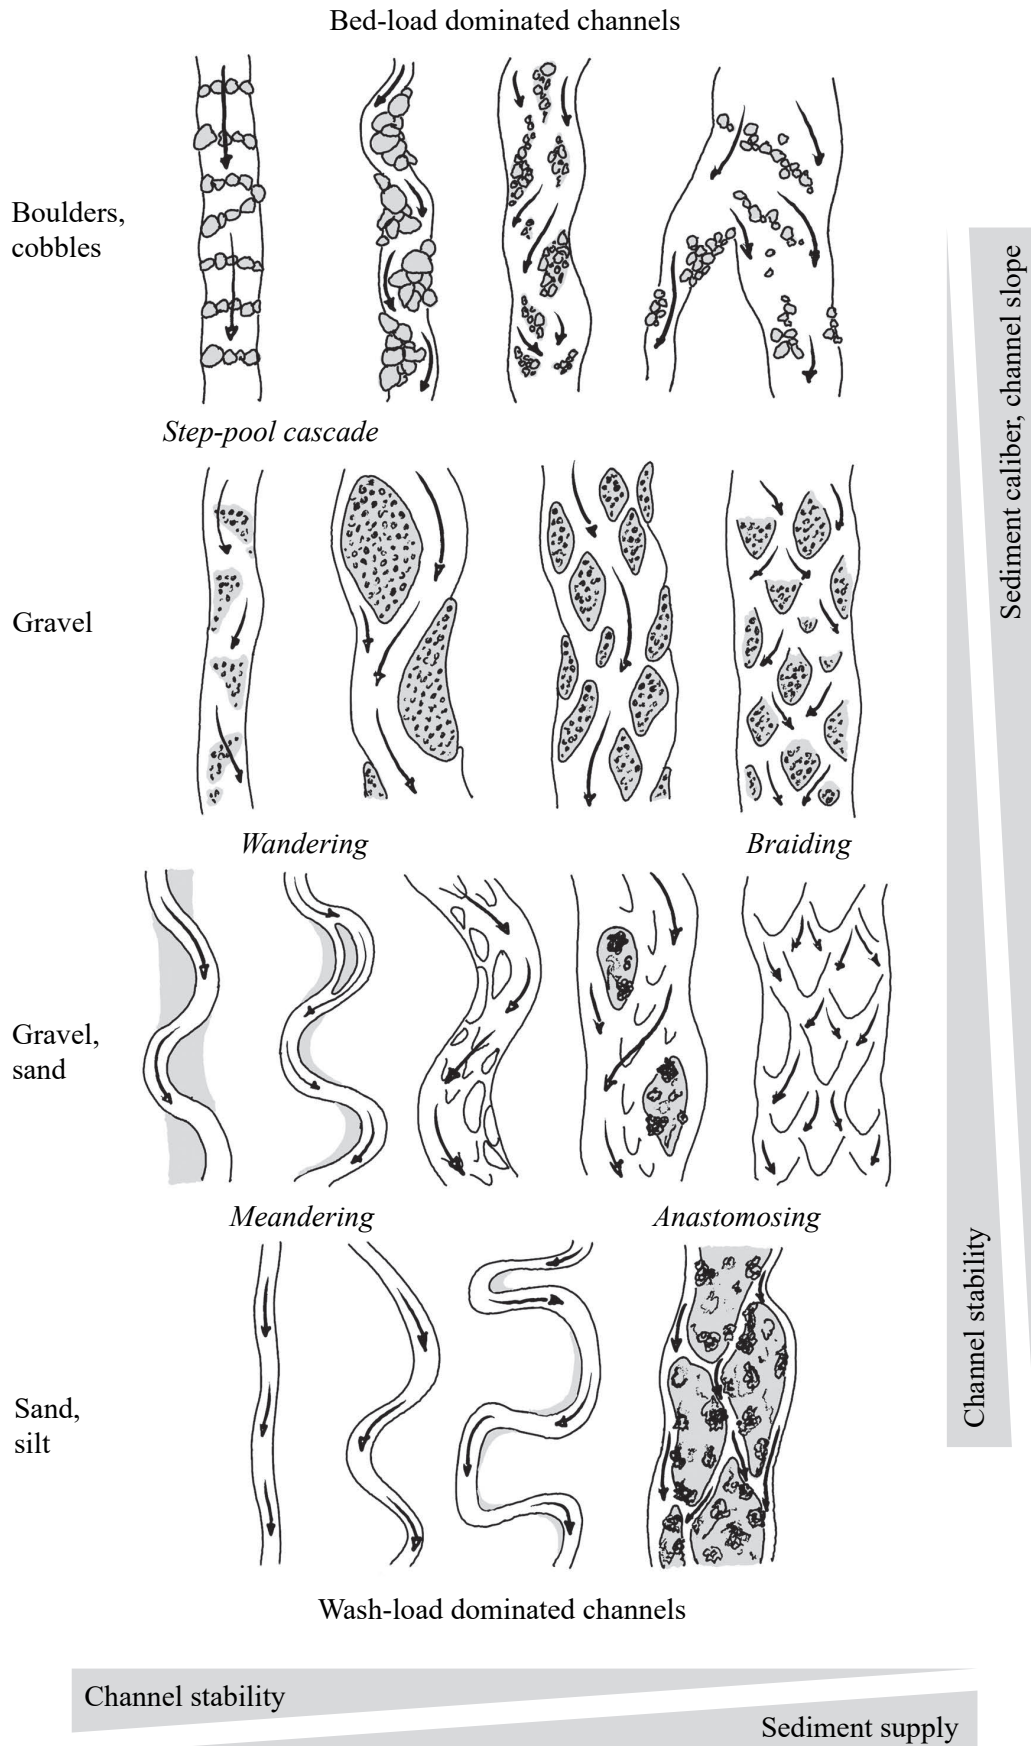 Bed-load dominated channels
Boulders,
cobbles
Step-pool cascade
Gravel
Wandering
Braiding
Gravel,
sand
Meandering
Anastomosing
Sand,
silt
Wash-load dominated channels
Sediment caliber, channel slope
Channel stability
Channel stability
Sediment supply